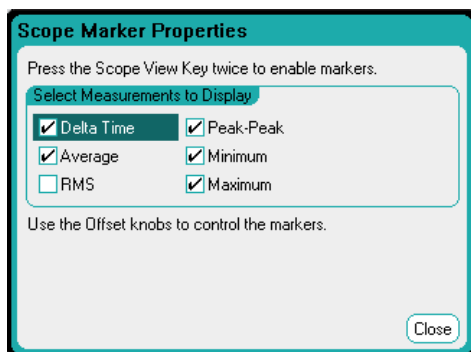 Scope Marker Properties
Press the Scope View Key twice to enable markers.
Select Measurements to Display
Delta Time
Peak-Peak
Average
Minimum
RMS
Maximum
Use the Offset knobs to control the markers.
Close